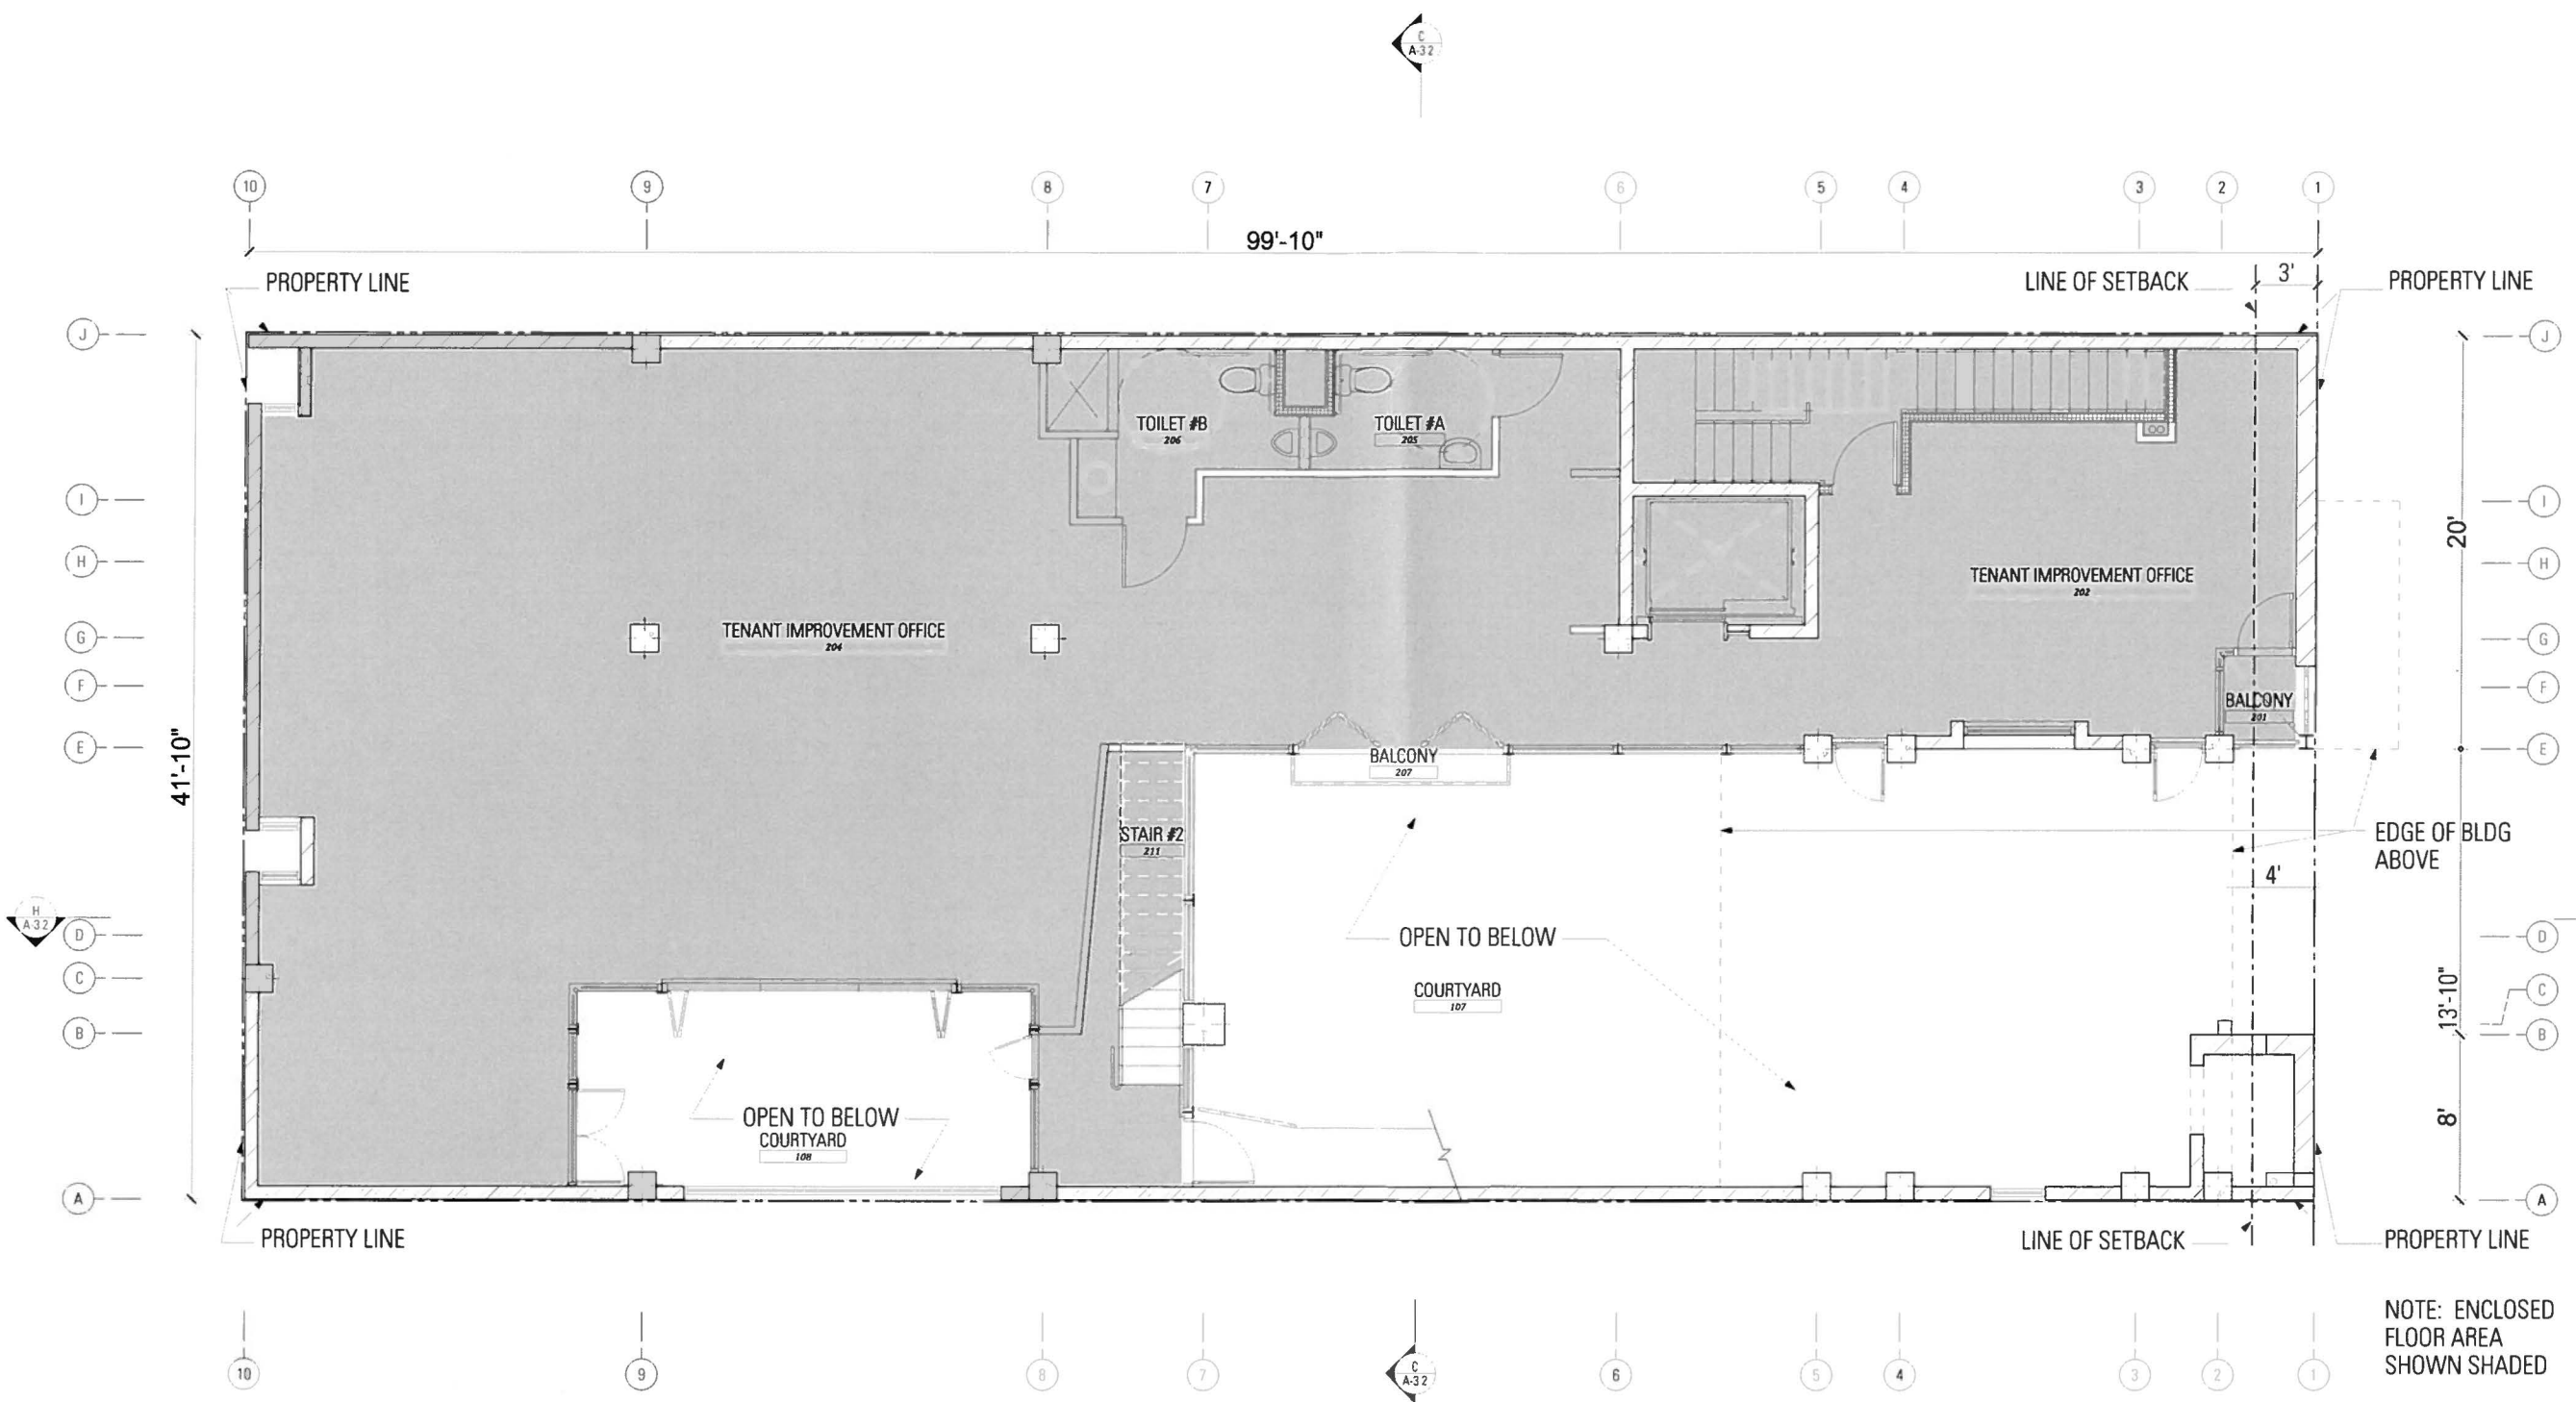 C
A-3 2
10
9
8
7
6
5
4
3
2
1
99'-10"
PROPERTY LINE
LINE OF SETBACK
3'
PROPERTY LINE
J
J
TOILET #B
206
TOILET #A
205
I
I
20'
H
H
TENANT IMPROVEMENT OFFICE
202
TENANT IMPROVEMENT OFFICE
204
G
G
F
F
BALCONY
201
E
E
BALCONY
207
41'-10"
STAIR #2
211
EDGE OF BLDG
ABOVE
4'
H
A-3 2
D
D
OPEN TO BELOW
C
C
COURTYARD
107
13'-10"
B
B
OPEN TO BELOW
COURTYARD
108
8'
A
A
PROPERTY LINE
LINE OF SETBACK
PROPERTY LINE
NOTE: ENCLOSED
FLOOR AREA
SHOWN SHADED
10
9
8
7
C
A-3 2
6
5
4
3
2
1